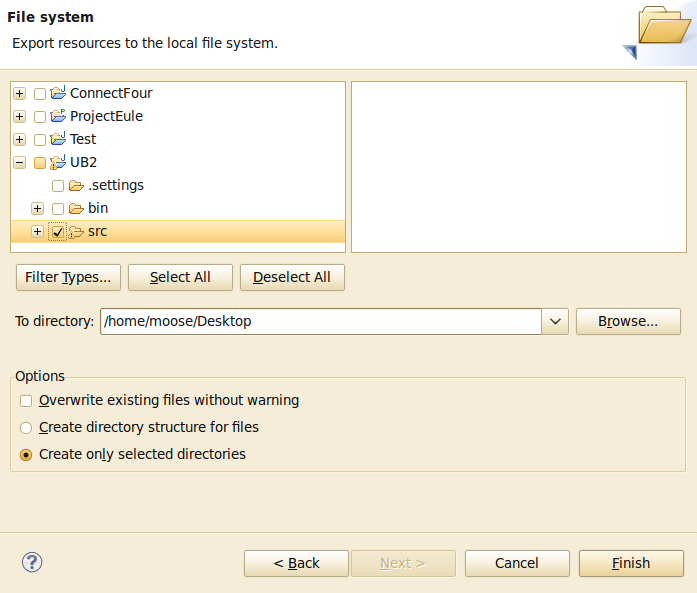 File system
Export resources to the local file system.
ConnectFour
ProjectEule
Test
UB2
.settings
bin
src
Filter Types... Select All Deselect All
To directory: /home/moose/Desktop Browse...
Options
Overwrite existing files without warning
Create directory structure for files
Create only selected directories
? < Back Next > Cancel Finish